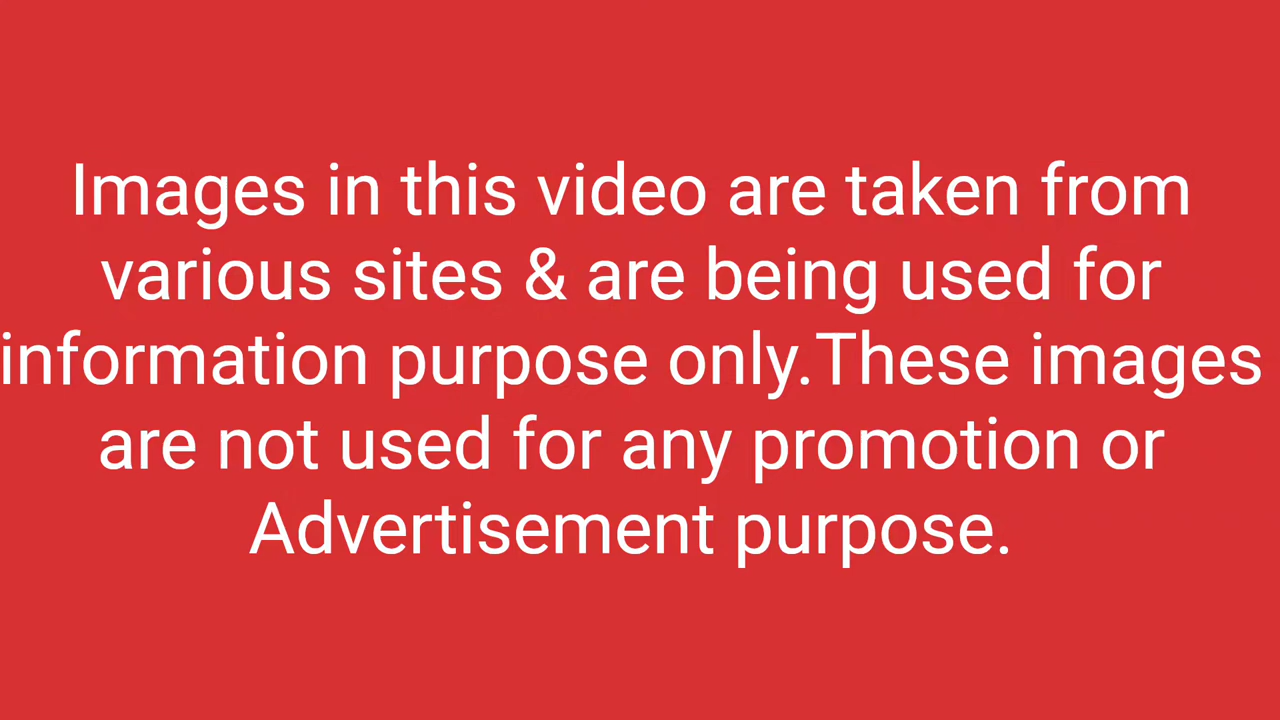 Images in this video are taken from
various sites & are being used for
information purpose only.These images
are not used for any promotion or
Advertisement purpose.